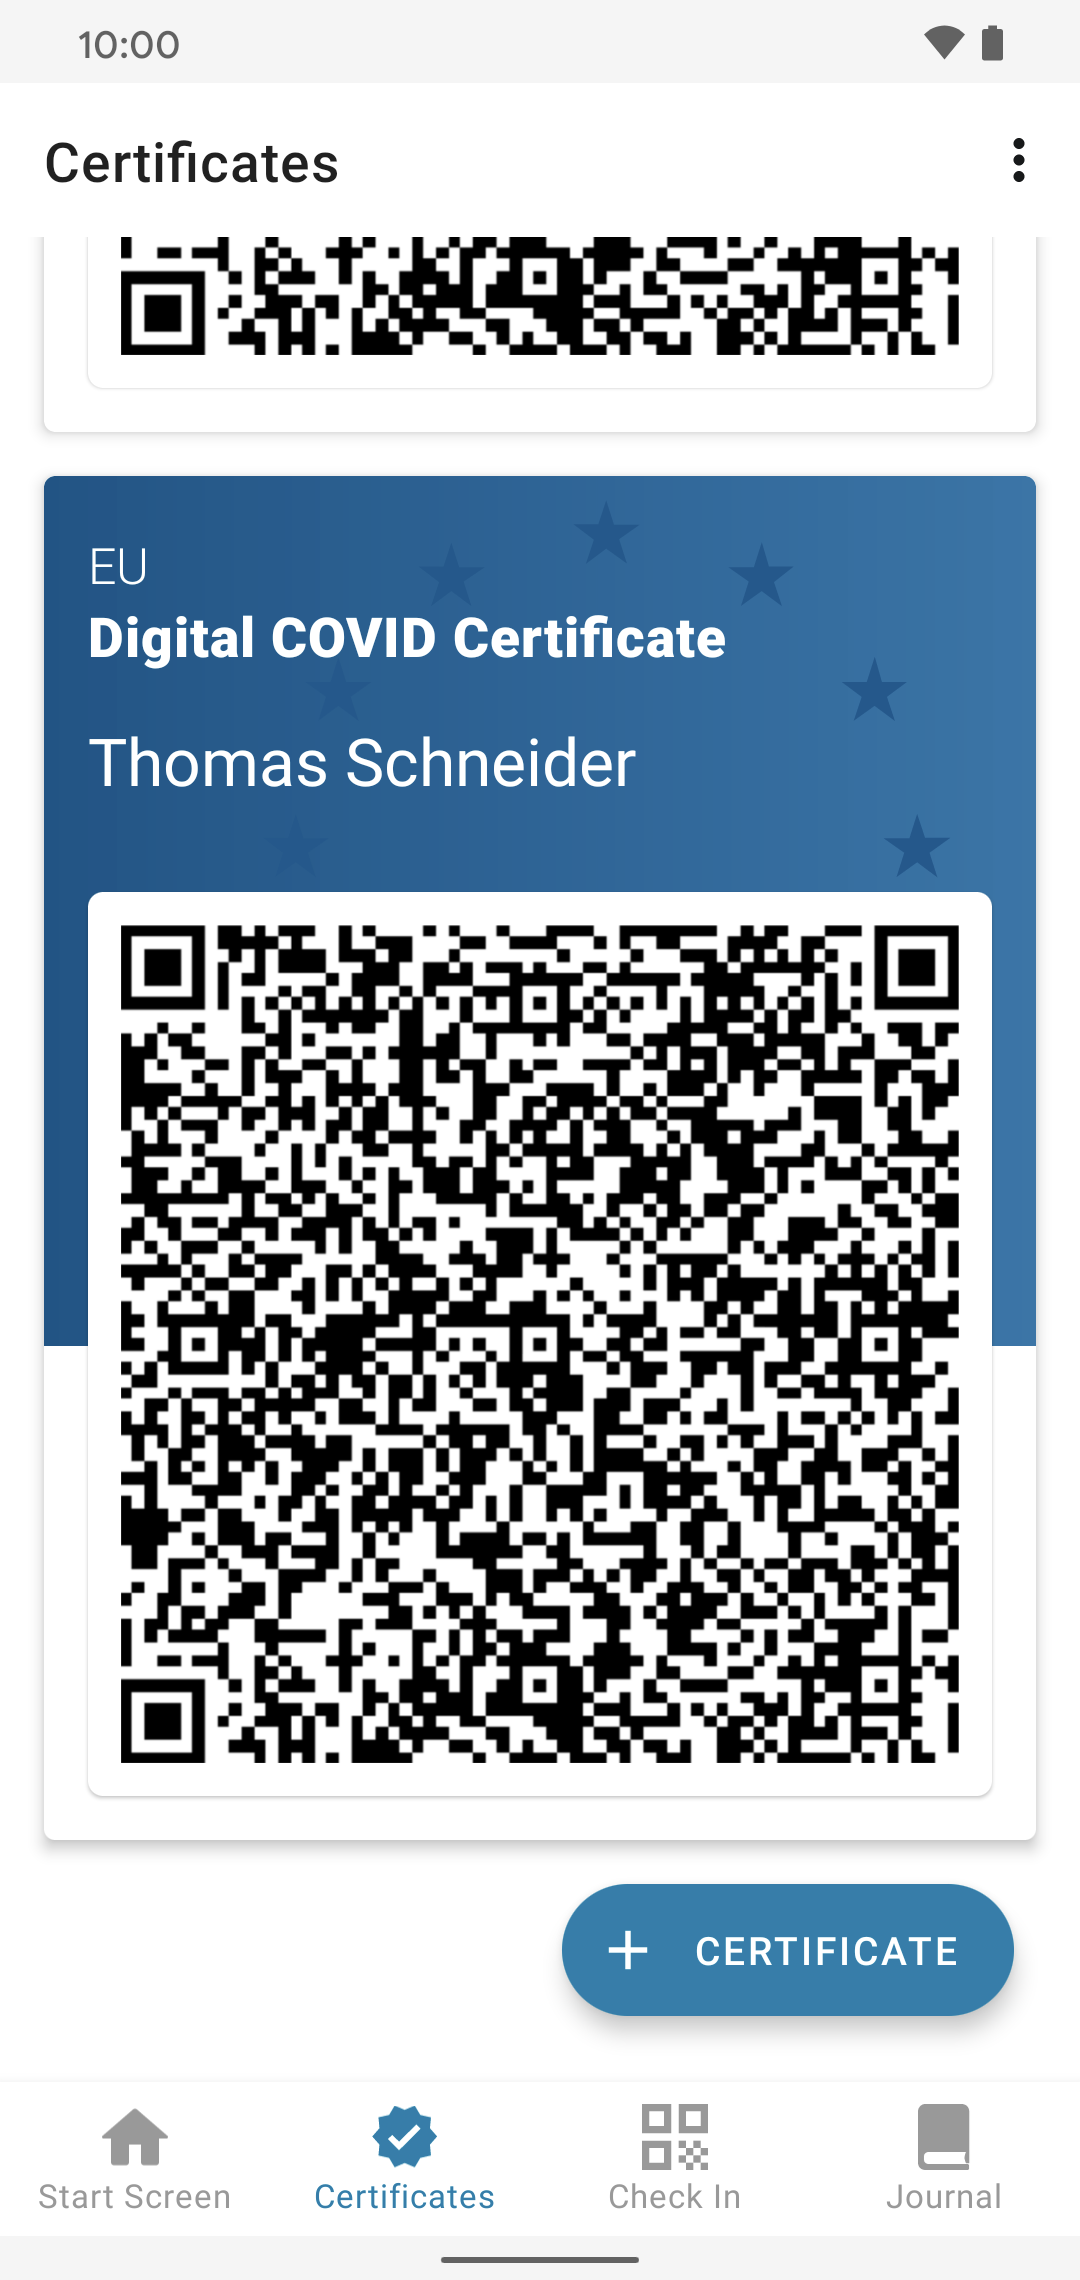 10:00
Certificates
EU
Digital COVID Certificate
Thomas Schneider
CERTIFICATE
Start Screen
Certificates
Check In
Journal